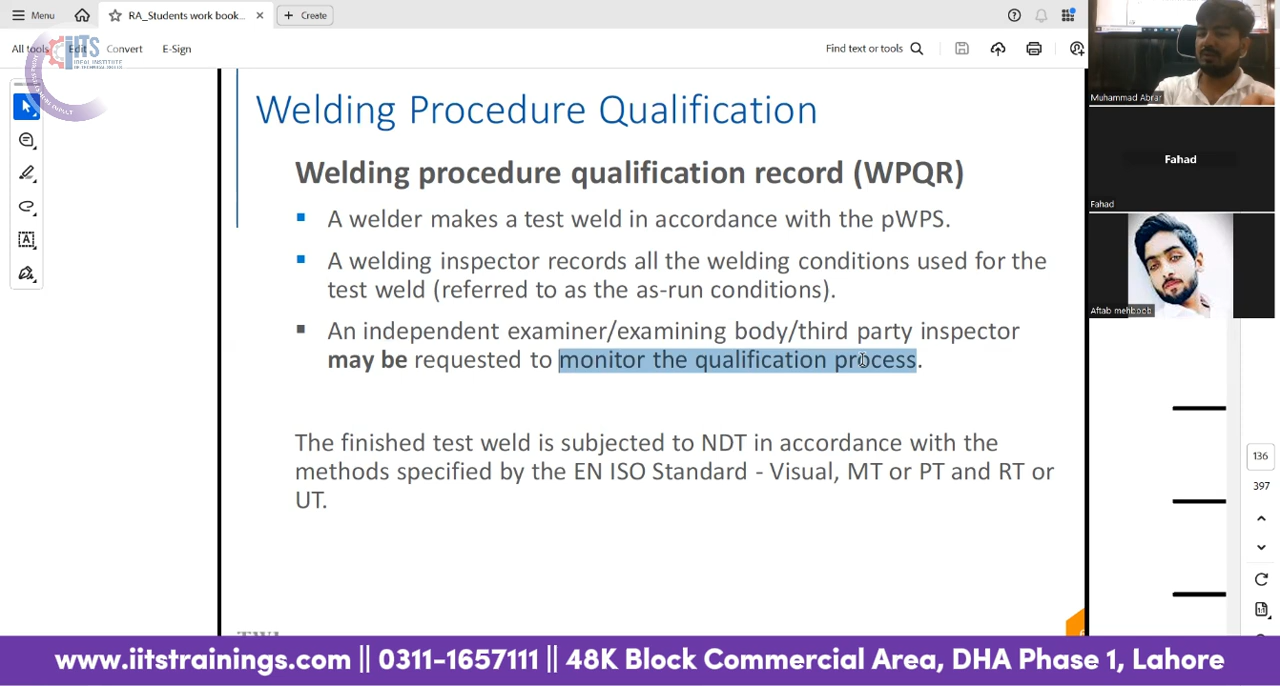 Menu
RA_Students work book...
Create
All tools
Edit
Convert
E-Sign
Find text or tools
IITS
IDEAL INSTITUTE
Welding Procedure Qualification
Welding procedure qualification record (WPQR)
A welder makes a test weld in accordance with the pWPS.
A welding inspector records all the welding conditions used for the
test weld (referred to as the as-run conditions).
An independent examiner/examining body/third party inspector
may be requested to monitor the qualification process.
The finished test weld is subjected to NDT in accordance with the
methods specified by the EN ISO Standard - Visual, MT or PT and RT or
UT.
Muhammad Abrar
Fahad
Fahad
Aftab mehboob
136
397
www.iitstrainings.com || 0311-1657111 || 48K Block Commercial Area, DHA Phase 1, Lahore